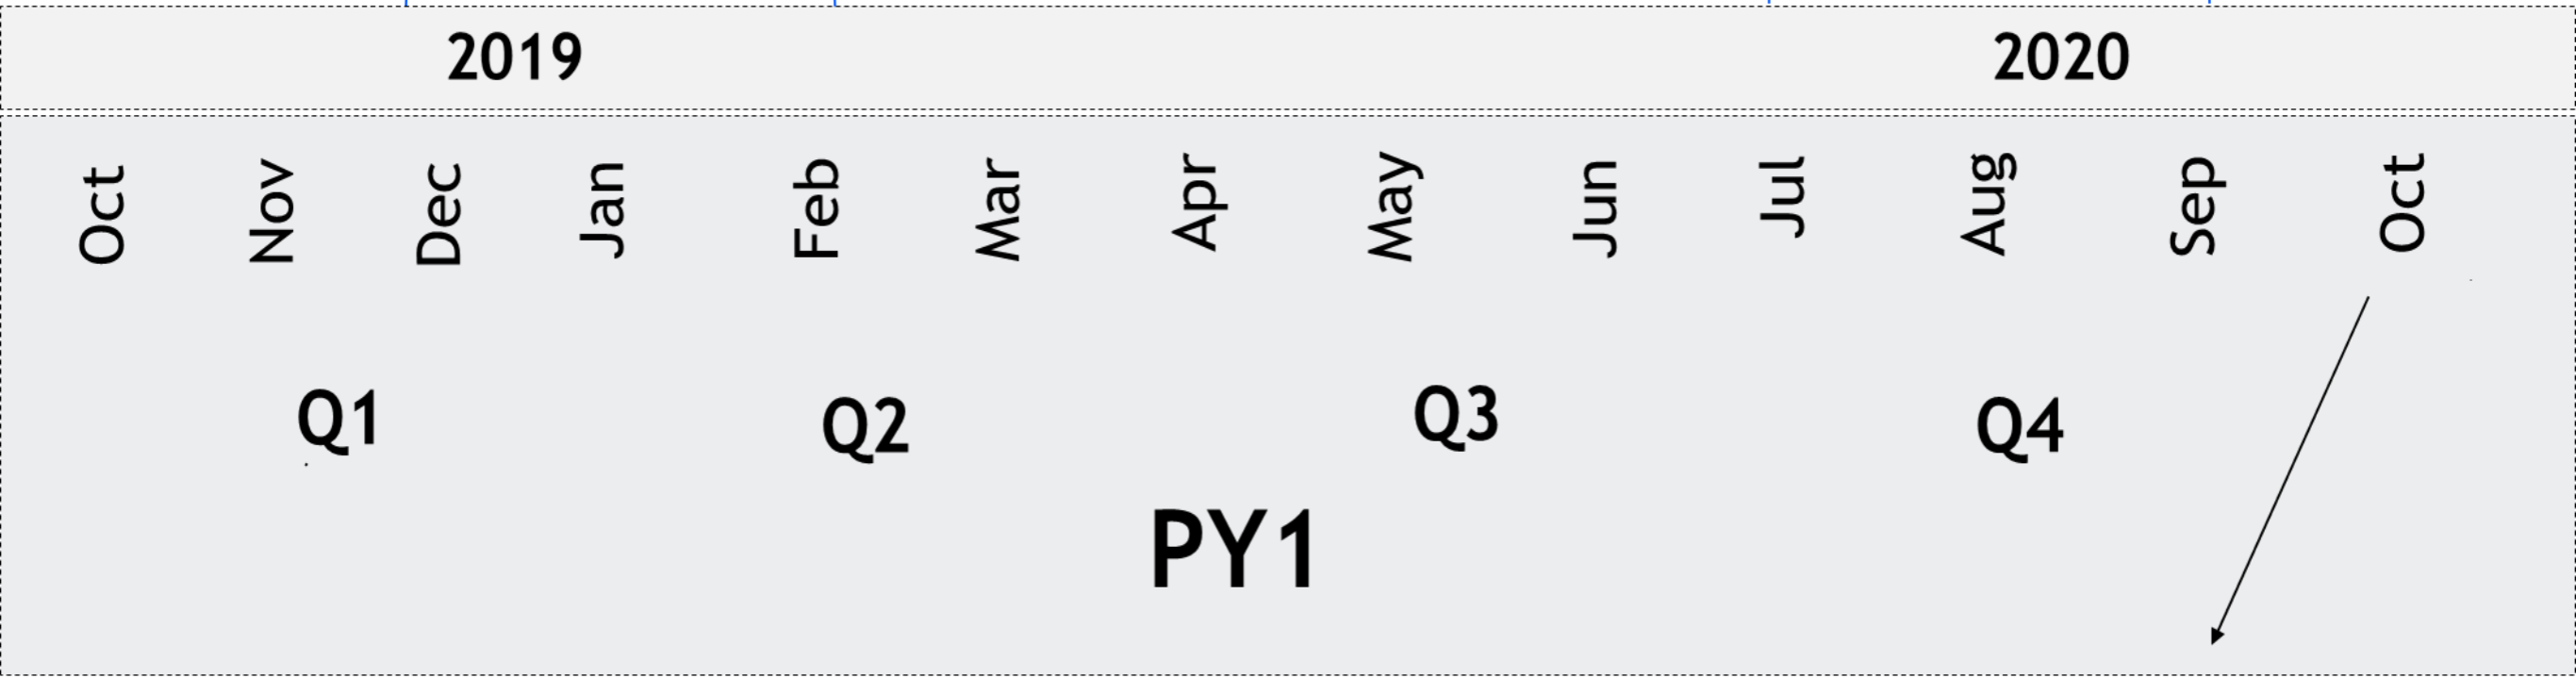 2019 2020
Oct Nov Dec Jan Feb Mar Apr May Jun Jul Aug Sep Oct
Q1 Q2 Q3 Q4
PY1